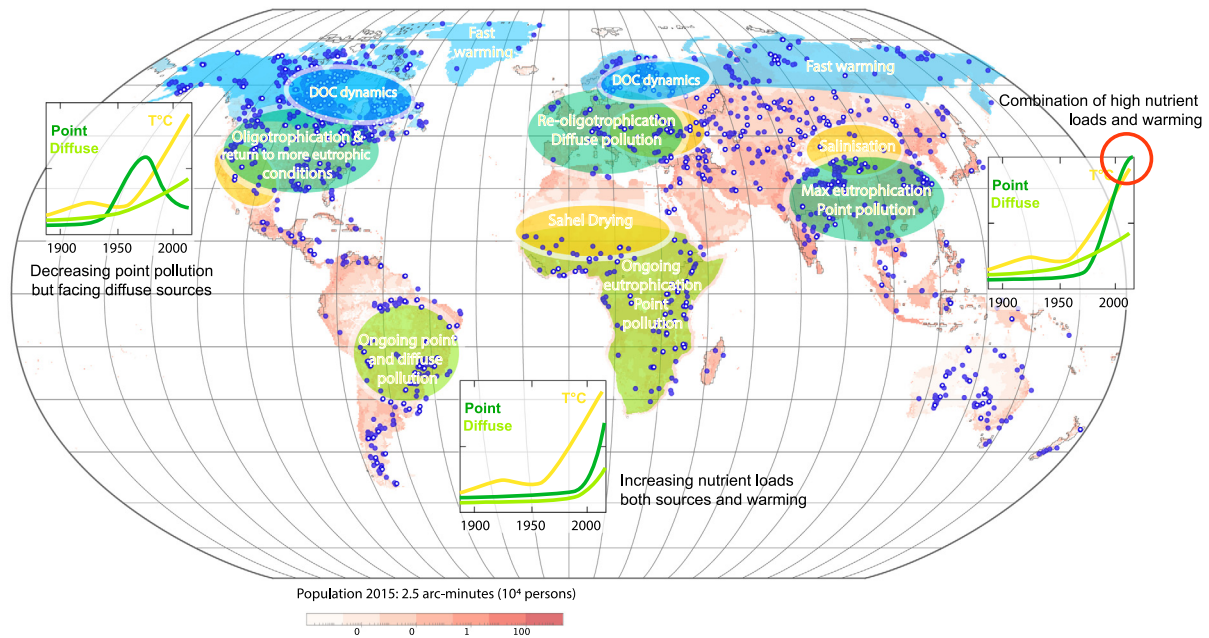 Fast
warming
Fast warming
DOC dynamics
DOC dynamics
Combination of high nutrient
loads and warming
Point
Diffuse
T°C
1900
1950
2000
Decreasing point pollution
but facing diffuse sources
Oligotrophication &
return to more eutrophic
conditions
Re-oligotrophication
Diffuse pollution
Salinisation
Max eutrophication
Point pollution
Point
Diffuse
T°C
1900
1950
2000
Sahel Drying
Ongoing
eutrophication
Point
pollution
Ongoing point
and diffuse
pollution
Point
Diffuse
T°C
1900
1950
2000
Increasing nutrient loads
both sources and warming
Population 2015: 2.5 arc-minutes (10⁴ persons)
0
0
1
100